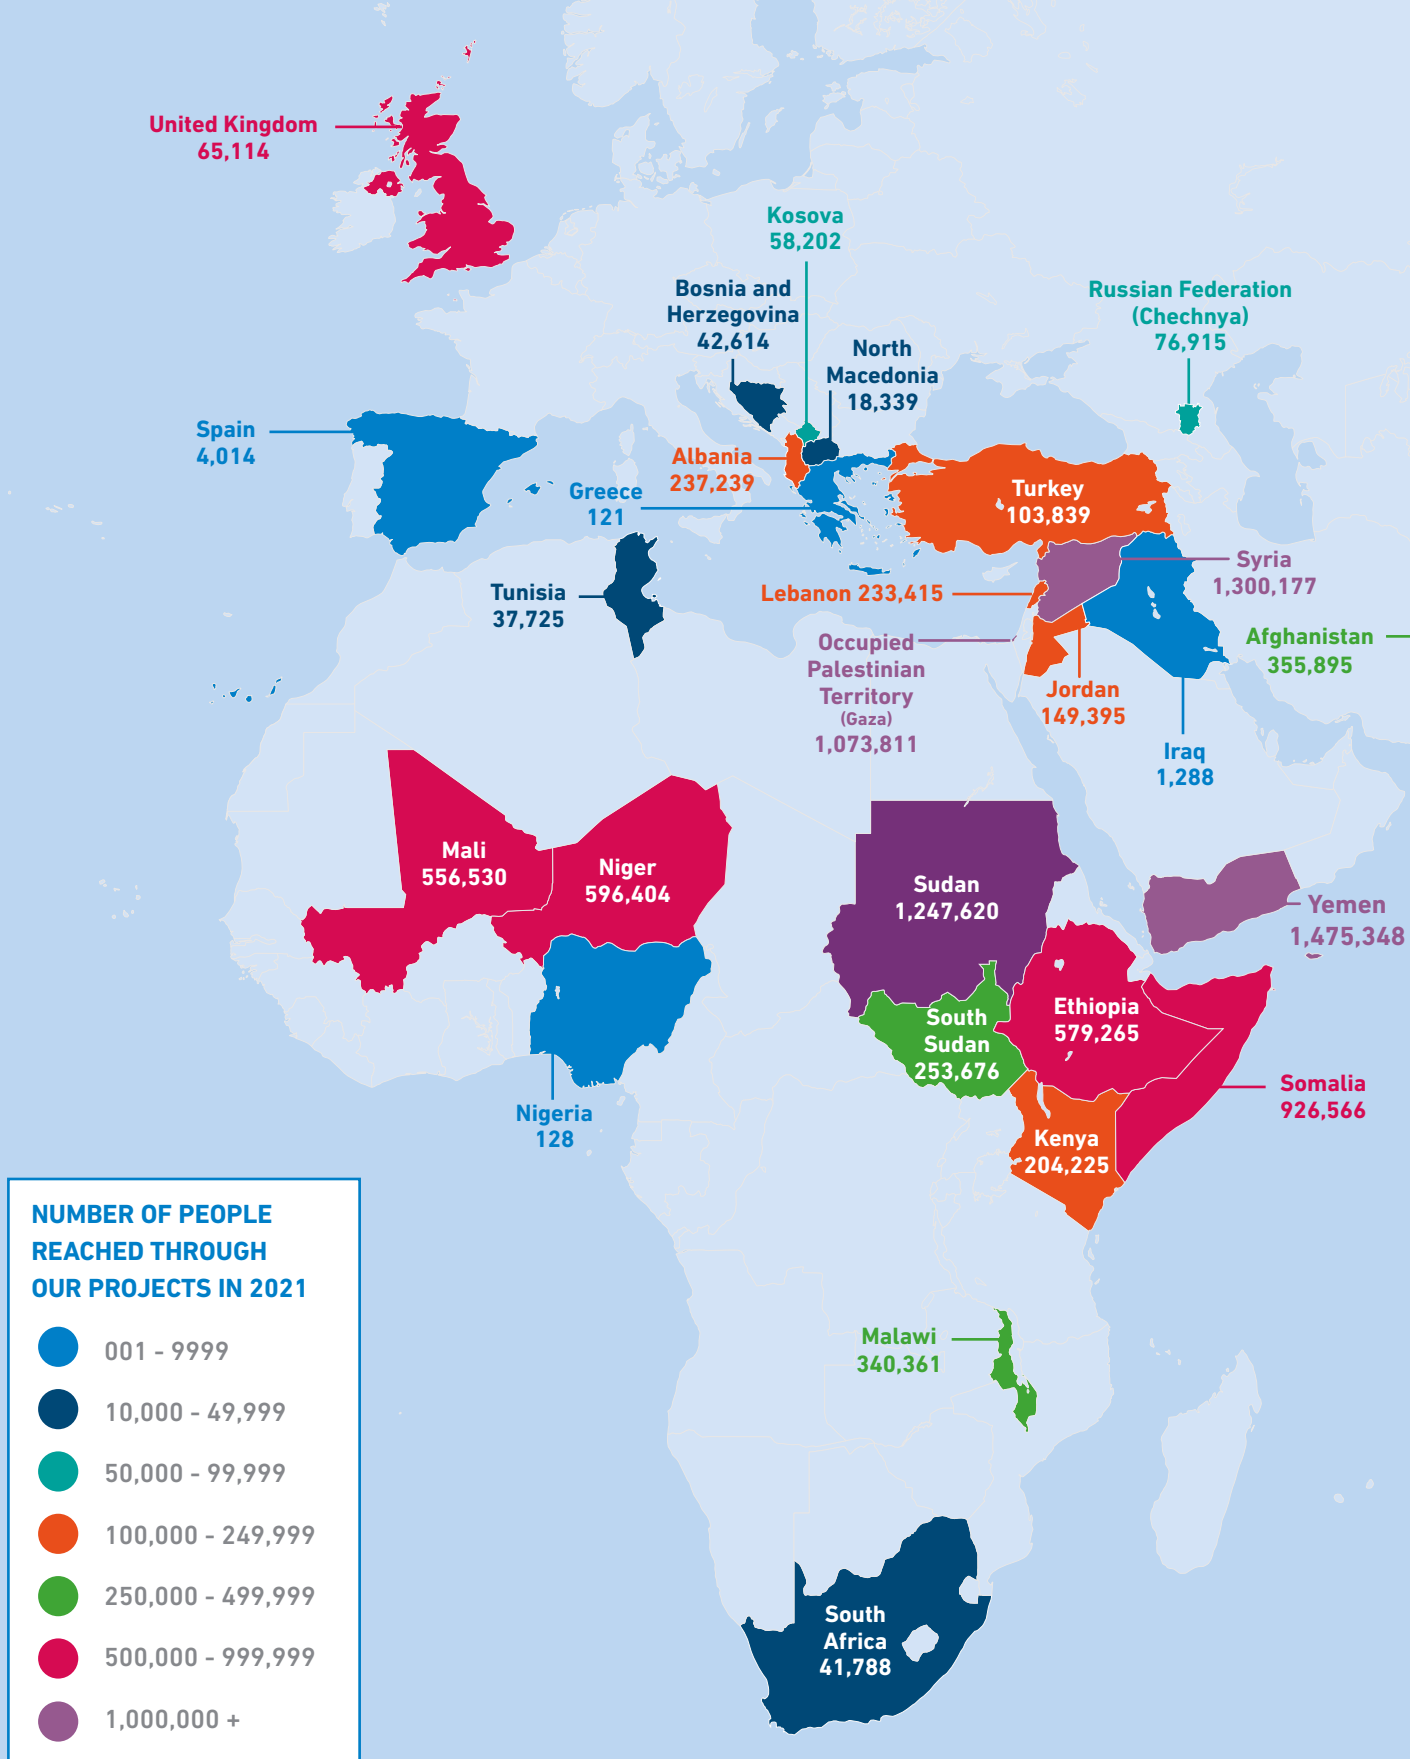 United Kingdom
65,114
Kosova
58,202
Bosnia and
Herzegovina
42,614
North
Macedonia
18,339
Russian Federation
(Chechnya)
76,915
Spain
4,014
Albania
237,239
Greece
121
Turkey
103,839
Syria
1,300,177
Tunisia
37,725
Lebanon 233,415
Occupied
Palestinian
Territory
(Gaza)
1,073,811
Afghanistan
355,895
Jordan
149,395
Iraq
1,288
Mali
556,530
Niger
596,404
Sudan
1,247,620
Yemen
1,475,348
Ethiopia
579,265
South
Sudan
253,676
Somalia
926,566
Nigeria
128
Kenya
204,225
Malawi
340,361
South
Africa
41,788
NUMBER OF PEOPLE
REACHED THROUGH
OUR PROJECTS IN 2021
001 - 9999
10,000 - 49,999
50,000 - 99,999
100,000 - 249,999
250,000 - 499,999
500,000 - 999,999
1,000,000 +